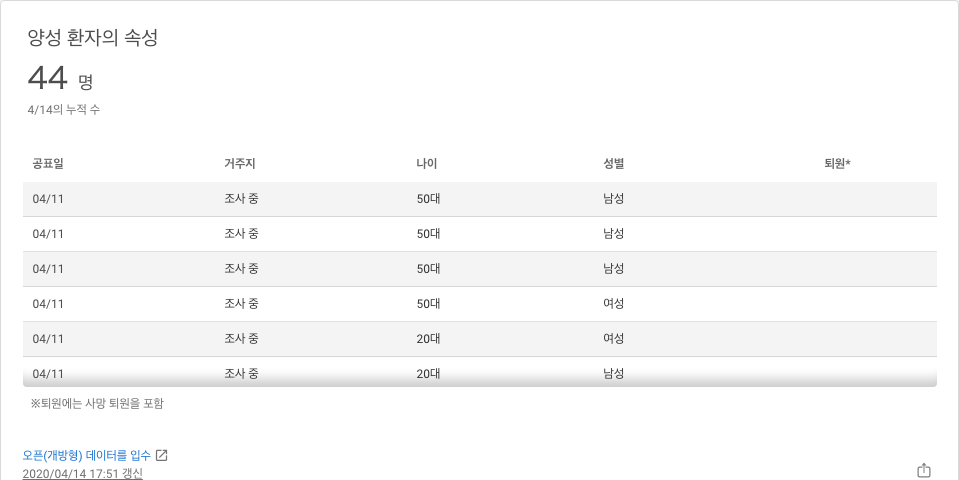 양성 환자의 속성
44 명
4/14의 누적 수
공표일 거주지 나이 성별 퇴원*
04/11 조사 중 50대 남성
04/11 조사 중 50대 남성
04/11 조사 중 50대 남성
04/11 조사 중 50대 여성
04/11 조사 중 20대 여성
04/11 조사 중 20대 남성
※퇴원에는 사망 퇴원을 포함
오픈(개방형) 데이터를 입수
2020/04/14 17:51 갱신